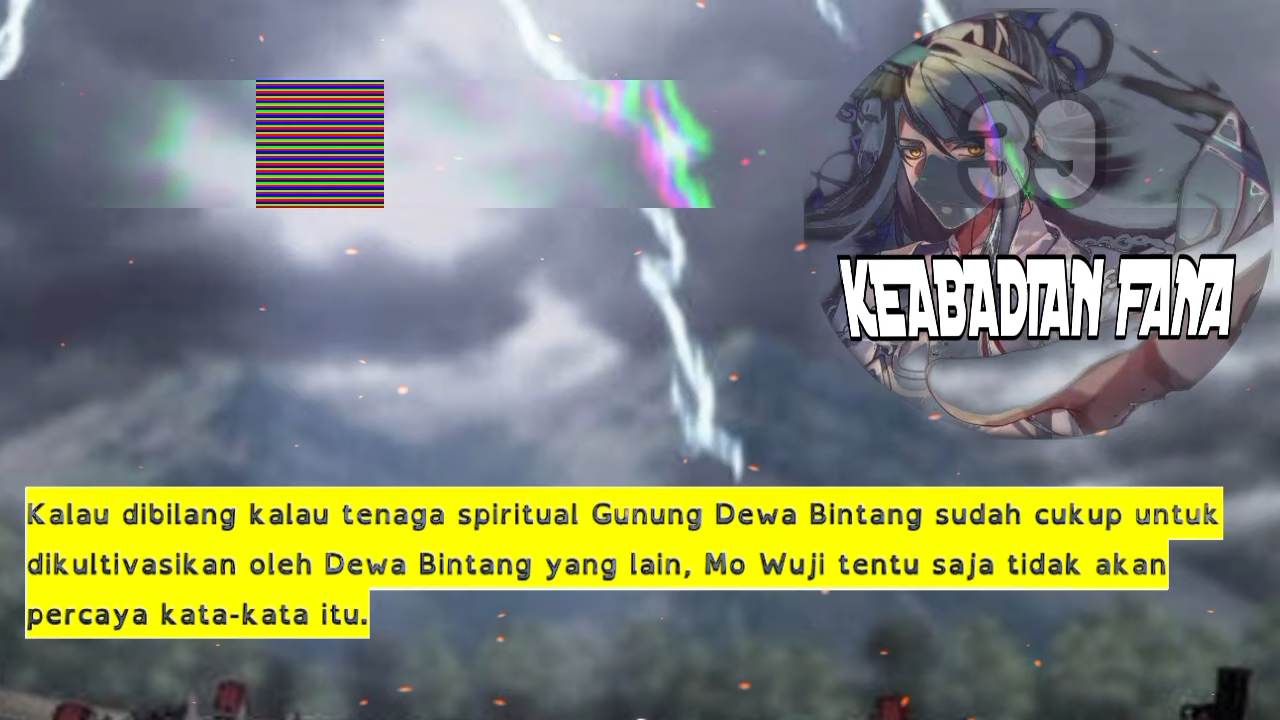 39
KEABADIAN FANA
Kalau dibilang kalau tenaga spiritual Gunung Dewa Bintang sudah cukup untuk
dikultivasikan oleh Dewa Bintang yang lain, Mo Wuji tentu saja tidak akan
percaya kata-kata itu.